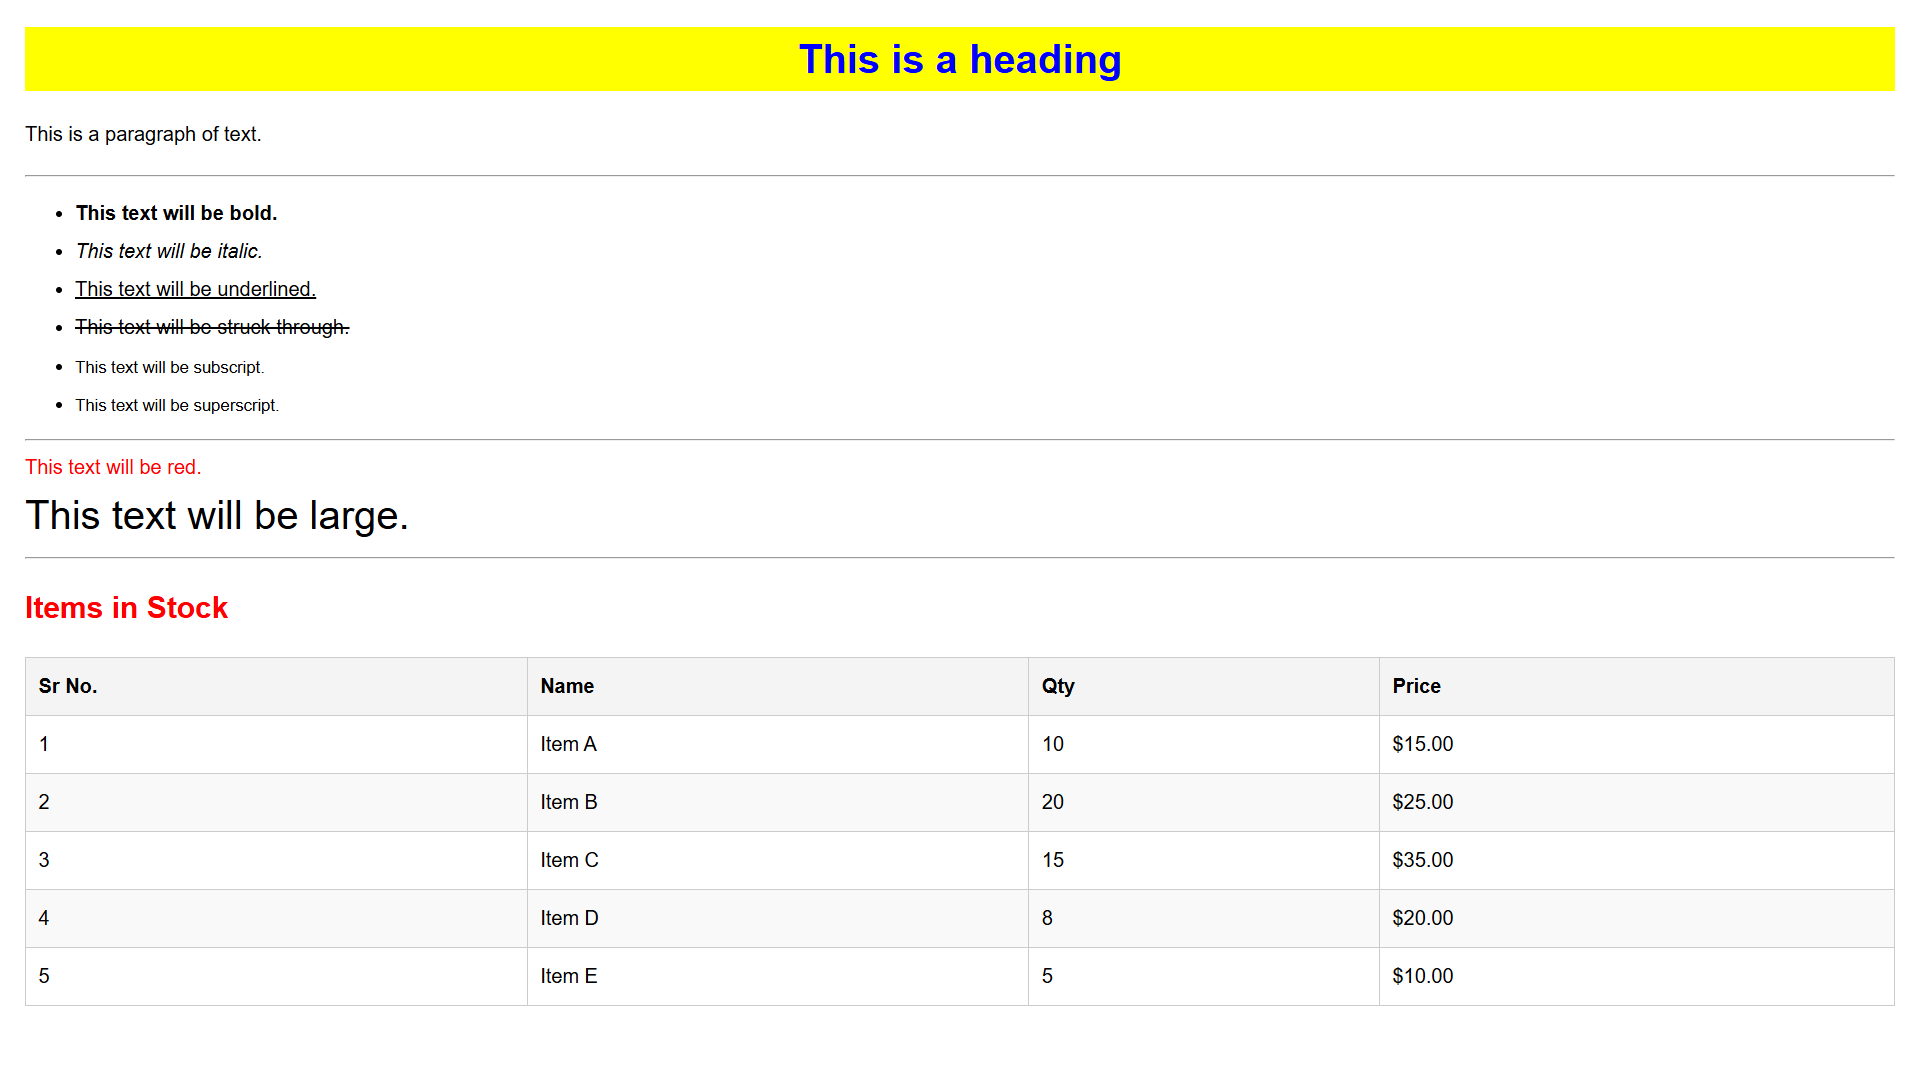 This is a heading
This is a paragraph of text.
This text will be bold.
This text will be italic.
This text will be underlined.
This text will be struck through.
This text will be subscript.
This text will be superscript.
This text will be red.
This text will be large.
Items in Stock
Sr No. Name Qty Price
1 Item A 10 $15.00
2 Item B 20 $25.00
3 Item C 15 $35.00
4 Item D 8 $20.00
5 Item E 5 $10.00